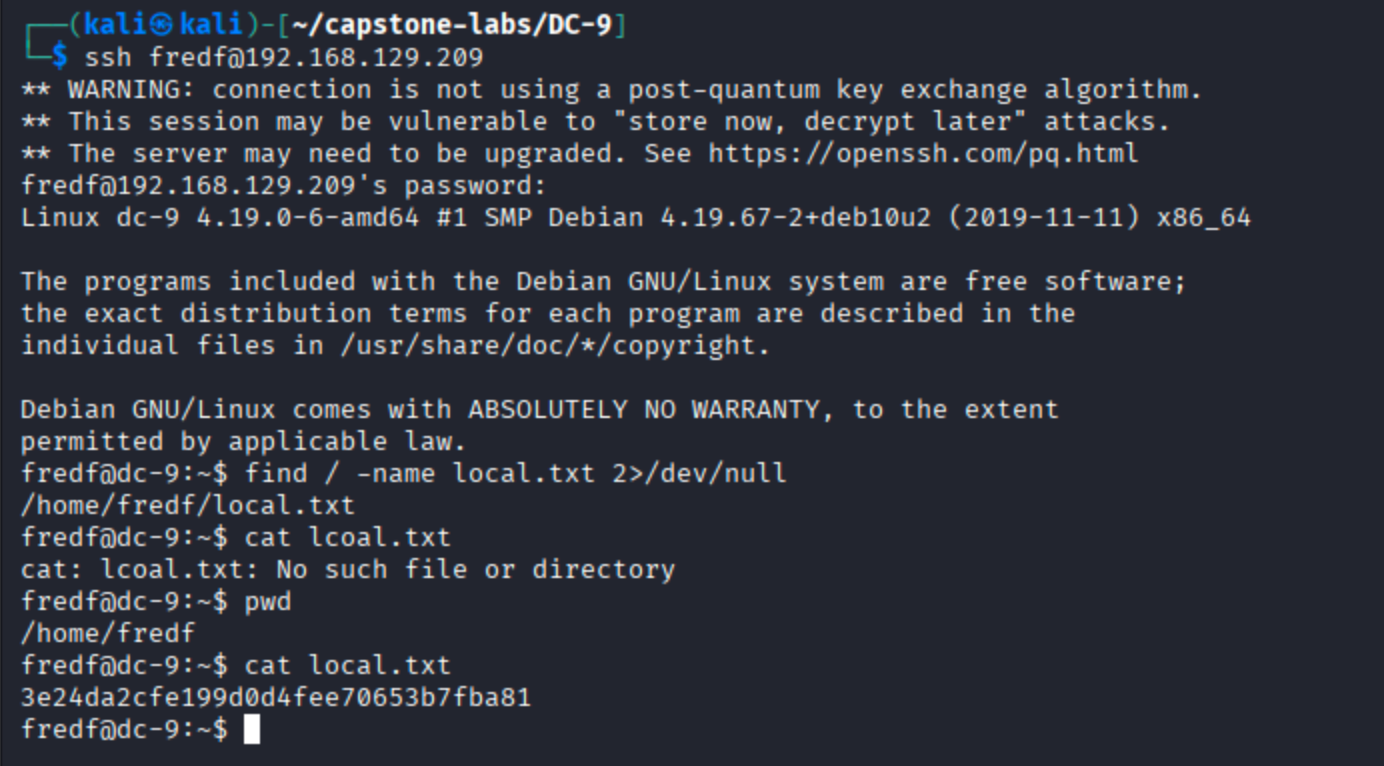 ┌──(kali㉿kali)-[~/capstone-labs/DC-9]
└─$ ssh fredf@192.168.129.209
** WARNING: connection is not using a post-quantum key exchange algorithm.
** This session may be vulnerable to "store now, decrypt later" attacks.
** The server may need to be upgraded. See https://openssh.com/pq.html
fredf@192.168.129.209's password:
Linux dc-9 4.19.0-6-amd64 #1 SMP Debian 4.19.67-2+deb10u2 (2019-11-11) x86_64

The programs included with the Debian GNU/Linux system are free software;
the exact distribution terms for each program are described in the
individual files in /usr/share/doc/*/copyright.

Debian GNU/Linux comes with ABSOLUTELY NO WARRANTY, to the extent
permitted by applicable law.
fredf@dc-9:~$ find / -name local.txt 2>/dev/null
/home/fredf/local.txt
fredf@dc-9:~$ cat lcoal.txt
cat: lcoal.txt: No such file or directory
fredf@dc-9:~$ pwd
/home/fredf
fredf@dc-9:~$ cat local.txt
3e24da2cfe199d0d4fee70653b7fba81
fredf@dc-9:~$